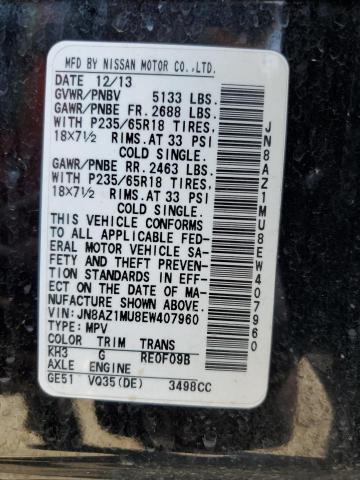 MFD BY NISSAN MOTOR CO.,LTD.
DATE 12/13
GVWR/PNBV 5133 LBS.
GAWR/PNBE FR. 2688 LBS.
WITH P235/65R18 TIRES,
18X7½ RIMS.AT 33 PSI
COLD SINGLE.
GAWR/PNBE RR. 2463 LBS.
WITH P235/65R18 TIRES,
18X7½ RIMS.AT 33 PSI
COLD SINGLE.
THIS VEHICLE CONFORMS
TO ALL APPLICABLE FED-
ERAL MOTOR VEHICLE SA-
FETY AND THEFT PREVEN-
TION STANDARDS IN EFF-
ECT ON THE DATE OF MA-
NUFACTURE SHOWN ABOVE.
VIN:JN8AZ1MU8EW407960
TYPE:MPV
COLOR TRIM TRANS
KH3 G RE0F09B
AXLE ENGINE
GE51 VQ35(DE) 3498CC
JN8AZ1MU8EW407960